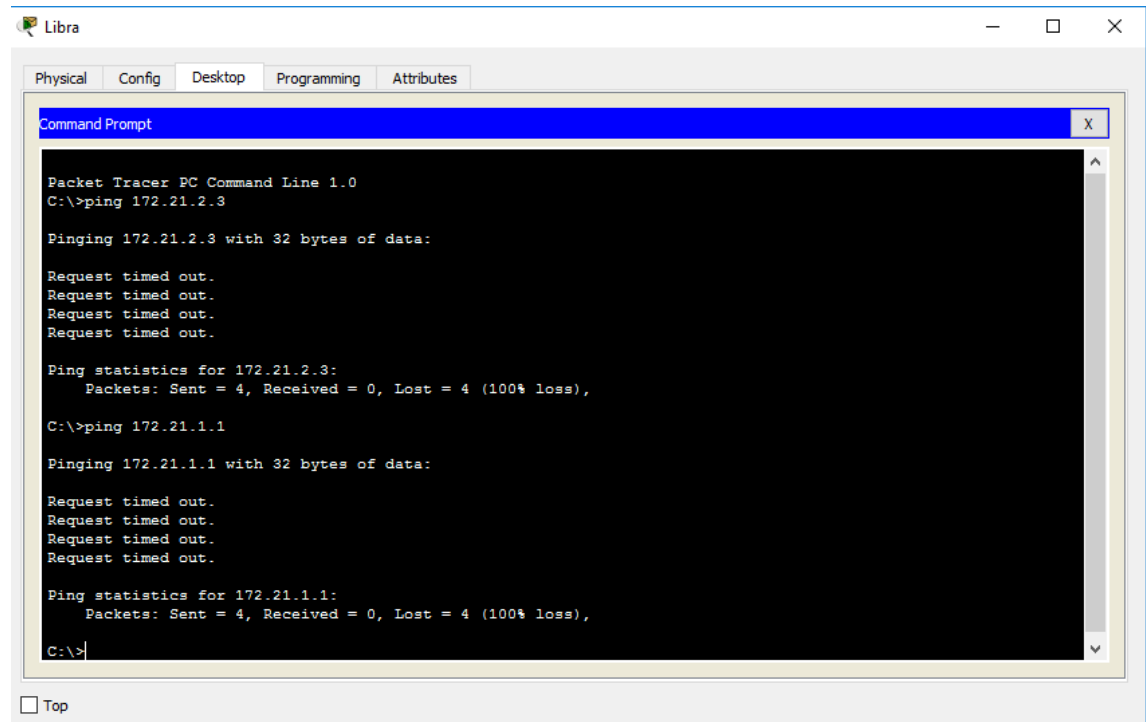 Libra
Physical Config Desktop Programming Attributes
Command Prompt
X
Packet Tracer PC Command Line 1.0
C:\>ping 172.21.2.3
Pinging 172.21.2.3 with 32 bytes of data:
Request timed out.
Request timed out.
Request timed out.
Request timed out.
Ping statistics for 172.21.2.3:
Packets: Sent = 4, Received = 0, Lost = 4 (100% loss),
C:\>ping 172.21.1.1
Pinging 172.21.1.1 with 32 bytes of data:
Request timed out.
Request timed out.
Request timed out.
Request timed out.
Ping statistics for 172.21.1.1:
Packets: Sent = 4, Received = 0, Lost = 4 (100% loss),
C:\>
Top